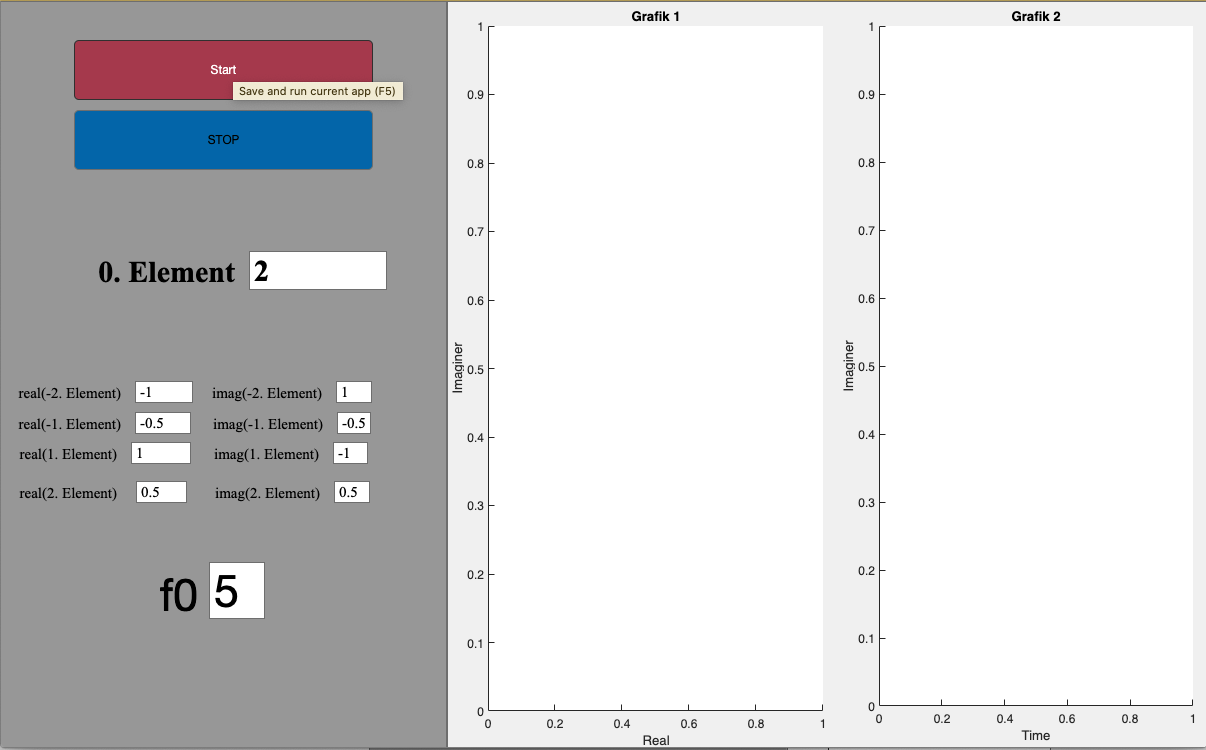 Start
Save and run current app (F5)
STOP
0. Element 2
real(-2. Element) -1 imag(-2. Element) 1
real(-1. Element) -0.5 imag(-1. Element) -0.5
real(1. Element) 1 imag(1. Element) -1
real(2. Element) 0.5 imag(2. Element) 0.5
f0 5
Grafik 1
1
0.9
0.8
0.7
0.6
0.5
0.4
0.3
0.2
0.1
0
Imaginer
0 0.2 0.4 0.6 0.8 1
Real
Grafik 2
1
0.9
0.8
0.7
0.6
0.5
0.4
0.3
0.2
0.1
0
Imaginer
0 0.2 0.4 0.6 0.8 1
Time